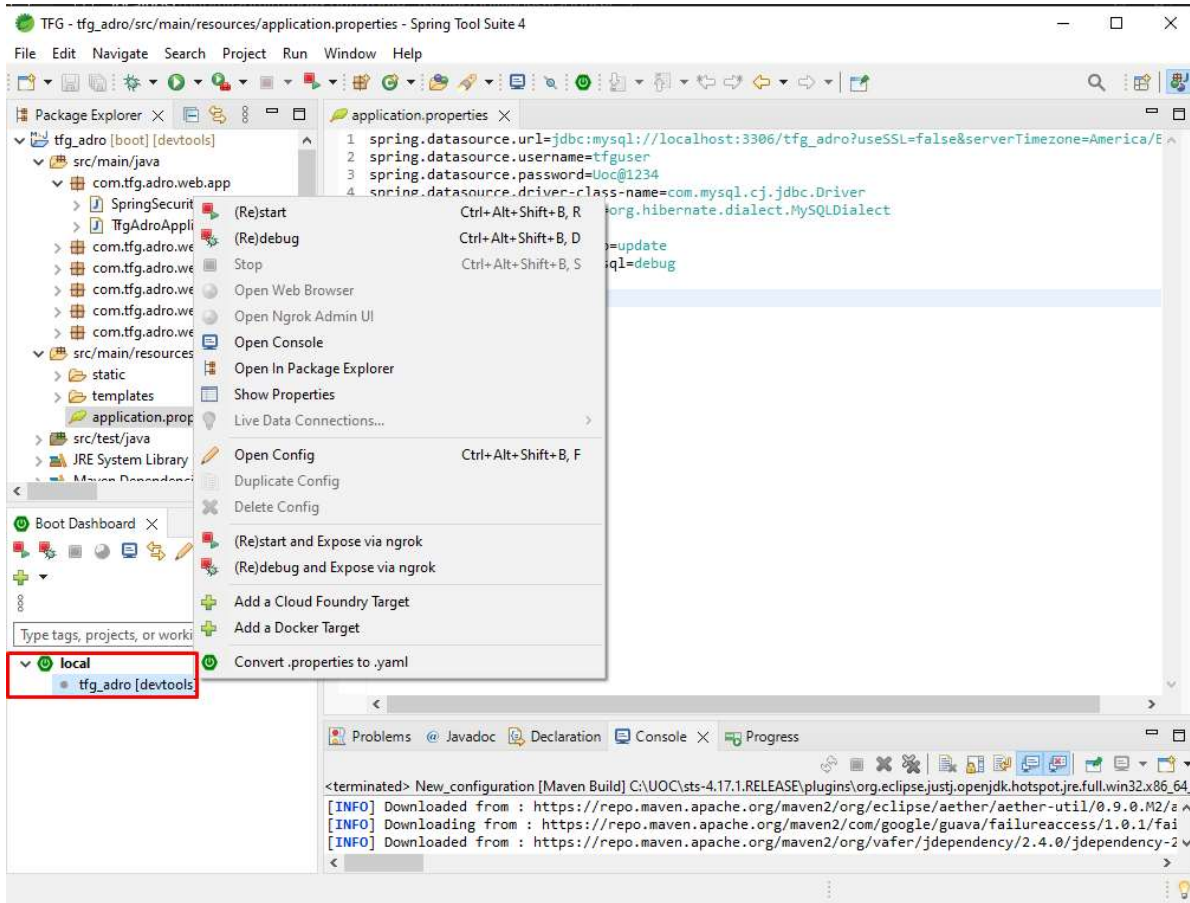 TFG - tfg_adro/src/main/resources/application.properties - Spring Tool Suite 4
File Edit Navigate Search Project Run Window Help
Package Explorer
tfg_adro [boot] [devtools]
src/main/java
com.tfg.adro.web.app
SpringSecurit
TfgAdroAppli
com.tfg.adro.we
com.tfg.adro.we
com.tfg.adro.we
com.tfg.adro.we
com.tfg.adro.we
src/main/resources
static
templates
application.prop
src/test/java
JRE System Library
Maven Dependenci
application.properties
1 spring.datasource.url=jdbc:mysql://localhost:3306/tfg_adro?useSSL=false&serverTimezone=America/E
2 spring.datasource.username=tfguser
3 spring.datasource.password=Uoc@1234
4 spring.datasource.driver-class-name=com.mysql.cj.jdbc.Driver
=org.hibernate.dialect.MySQLDialect
=update
sql=debug
(Re)start Ctrl+Alt+Shift+B, R
(Re)debug Ctrl+Alt+Shift+B, D
Stop Ctrl+Alt+Shift+B, S
Open Web Browser
Open Ngrok Admin UI
Open Console
Open In Package Explorer
Show Properties
Live Data Connections...
Open Config Ctrl+Alt+Shift+B, F
Duplicate Config
Delete Config
(Re)start and Expose via ngrok
(Re)debug and Expose via ngrok
Add a Cloud Foundry Target
Add a Docker Target
Convert .properties to .yaml
Boot Dashboard
Type tags, projects, or worki
local
tfg_adro [devtools]
Problems @ Javadoc Declaration Console Progress
<terminated> New_configuration [Maven Build] C:\UOC\sts-4.17.1.RELEASE\plugins\org.eclipse.justj.openjdk.hotspot.jre.full.win32.x86_64_
[INFO] Downloaded from : https://repo.maven.apache.org/maven2/org/eclipse/aether/aether-util/0.9.0.M2/a
[INFO] Downloading from : https://repo.maven.apache.org/maven2/com/google/guava/failureaccess/1.0.1/fai
[INFO] Downloaded from : https://repo.maven.apache.org/maven2/org/vafer/jdependency/2.4.0/jdependency-2